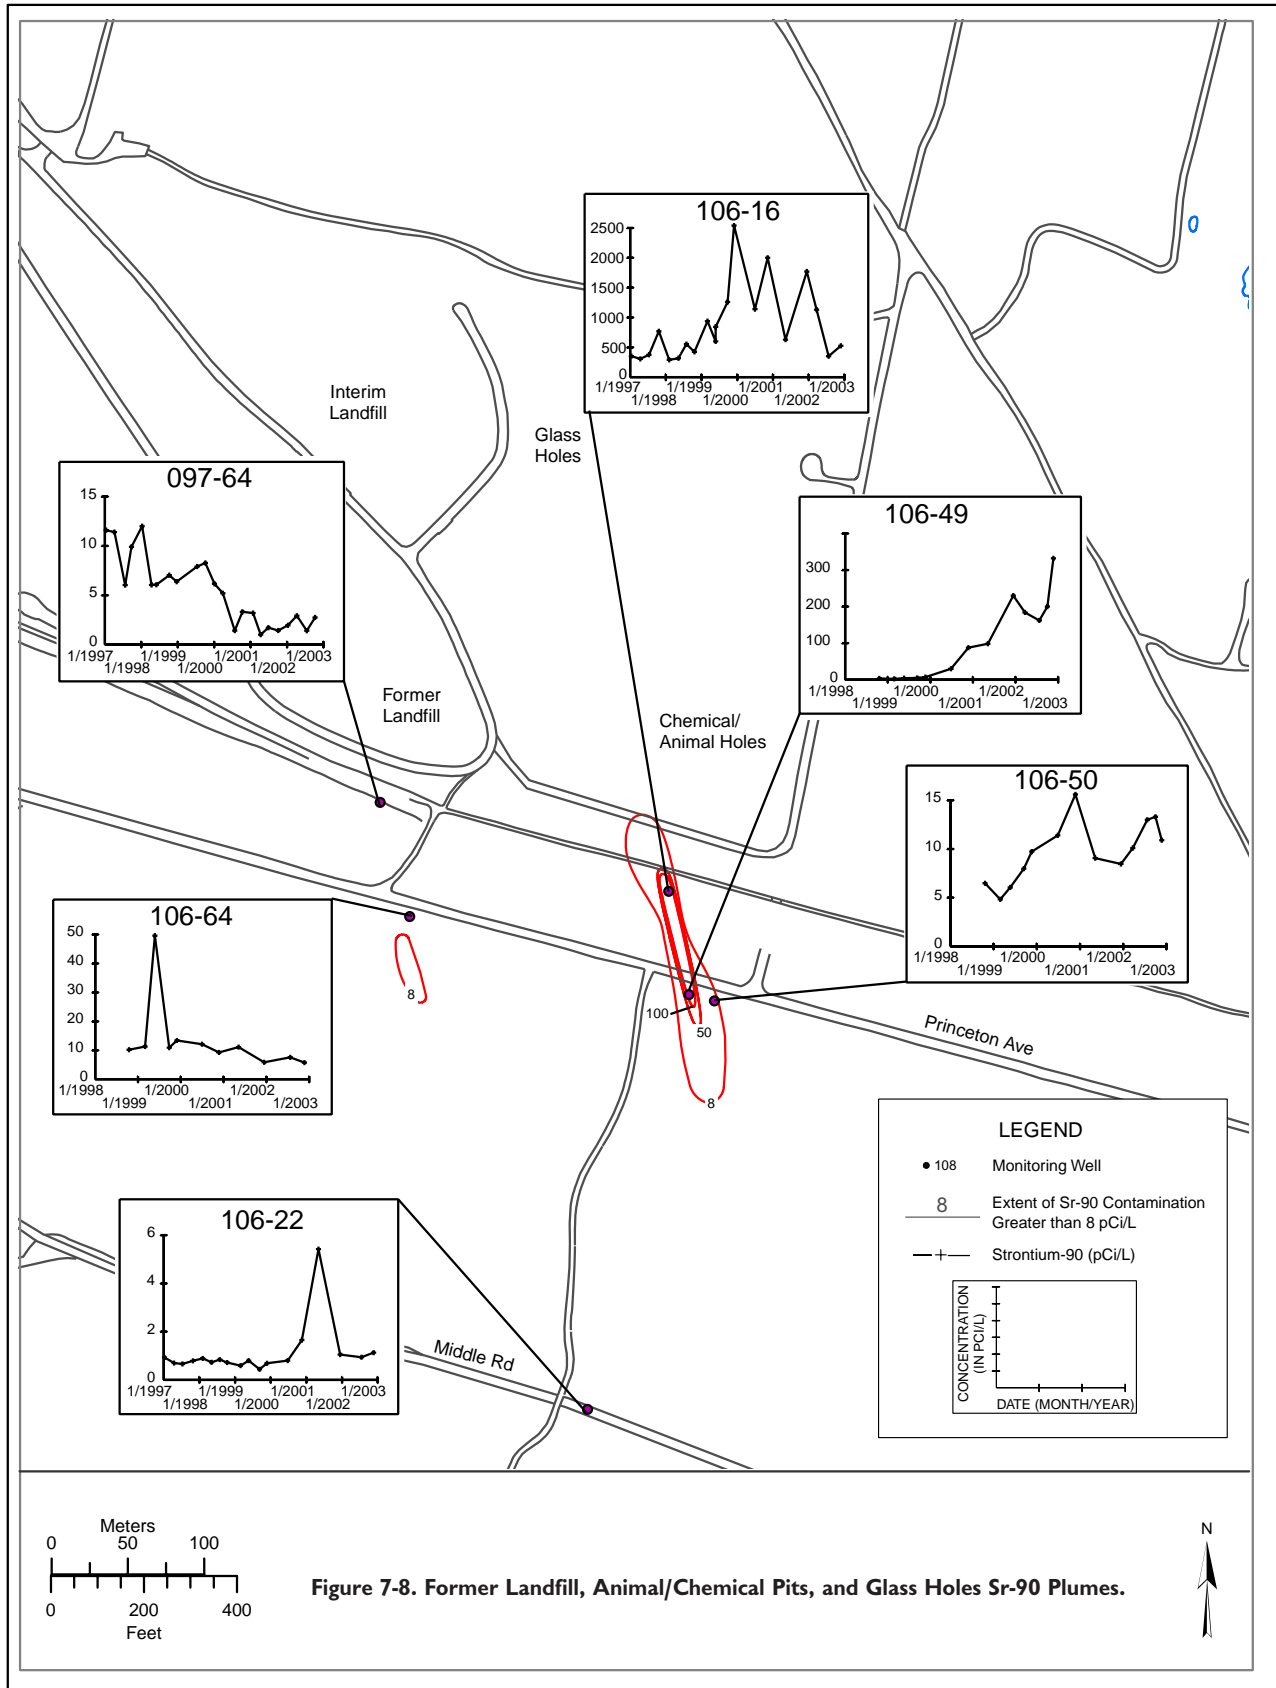 106-16
2500
2000
1500
1000
500
0
1/1997 1/1999 1/2001 1/2003
1/1998 1/2000 1/2002
Interim
Landfill
Glass
Holes
097-64
15
10
5
0
1/1997 1/1999 1/2001 1/2003
1/1998 1/2000 1/2002
106-49
300
200
100
0
1/1998 1/2000 1/2002
1/1999 1/2001 1/2003
Former
Landfill
Chemical/
Animal Holes
106-50
15
10
5
0
1/1998 1/2000 1/2002
1/1999 1/2001 1/2003
106-64
50
40
30
20
10
0
1/1998 1/2000 1/2002
1/1999 1/2001 1/2003
8
100
50
8
Princeton Ave
LEGEND
108 Monitoring Well
8 Extent of Sr-90 Contamination
Greater than 8 pCi/L
Strontium-90 (pCi/L)
CONCENTRATION
(IN PCI/L)
DATE (MONTH/YEAR)
106-22
6
4
2
0
1/1997 1/1999 1/2001 1/2003
1/1998 1/2000 1/2002
Middle Rd
Meters
0 50 100
0 200 400
Feet
Figure 7-8. Former Landfill, Animal/Chemical Pits, and Glass Holes Sr-90 Plumes.
N